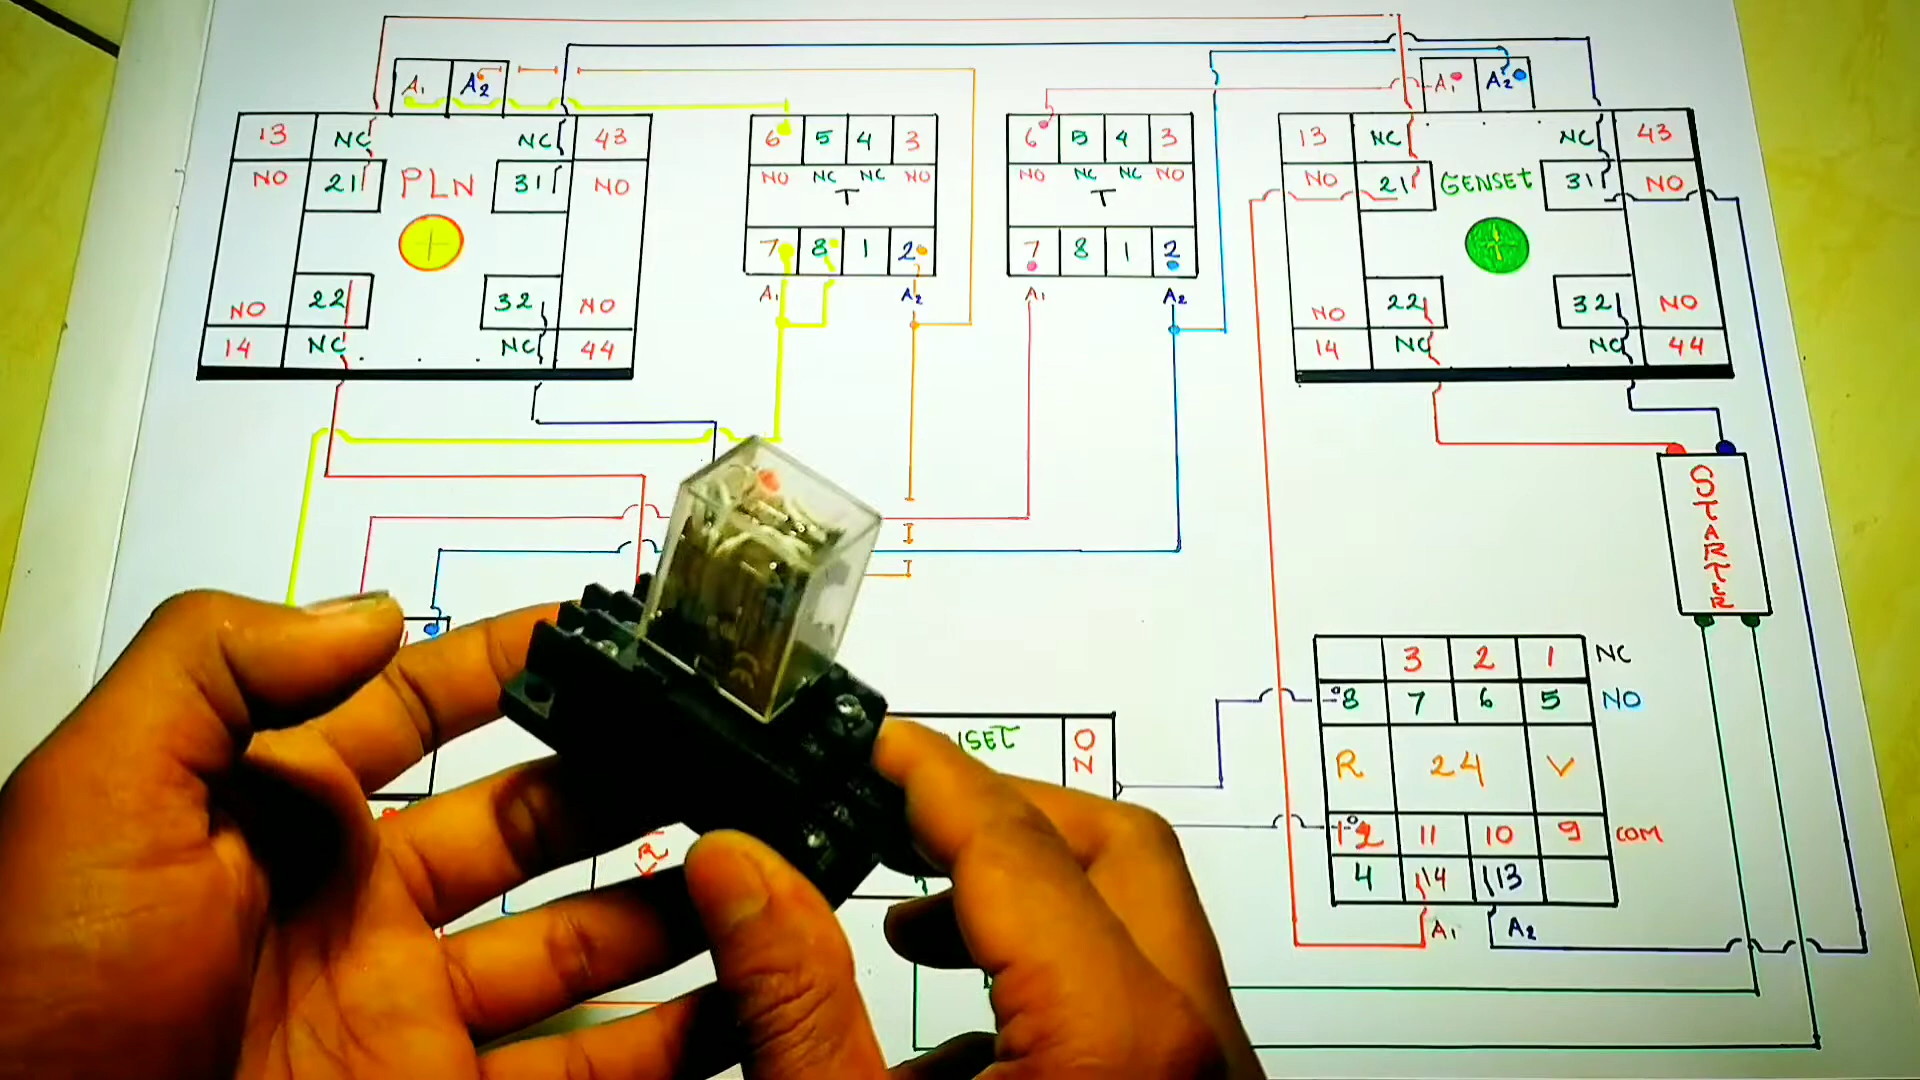 A1 A2
13 NC NC 43
NO 21 PLN 31 NO
NO 22 32 NO
14 NC NC 44
6 5 4 3
NO NC NC NO
T
7 8 1 2
A1 A2
6 5 4 3
NO NC NC NO
T
7 8 1 2
A1 A2
A1 A2
13 NC NC 43
NO 21 GENSET 31 NO
NO 22 32 NO
14 NC NC 44
STARTER
ON
3 2 1 NC
8 7 6 5 NO
R 24 V
12 11 10 9 COM
4 14 13
A1 A2
CE